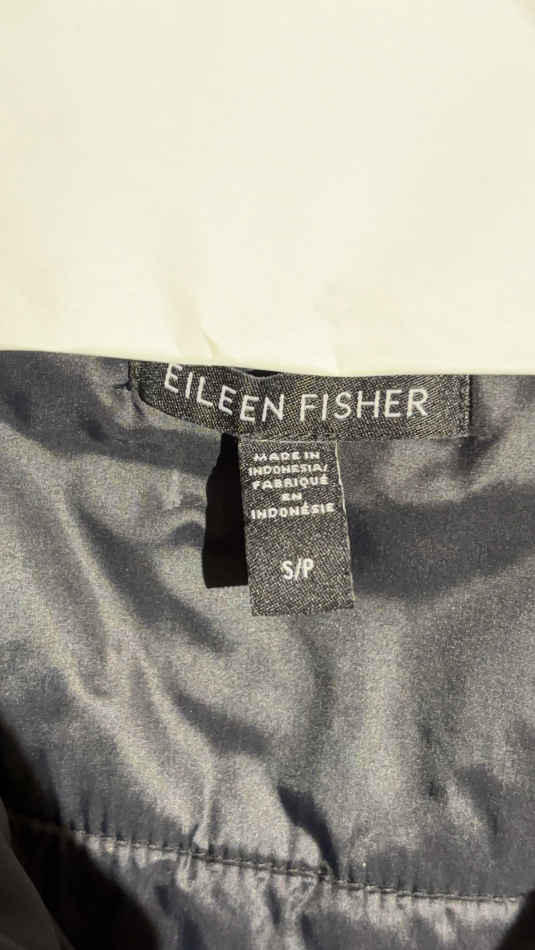 EILEEN FISHER
MADE IN
INDONESIA/
FABRIQUÉ
EN
INDONÉSIE
S/P